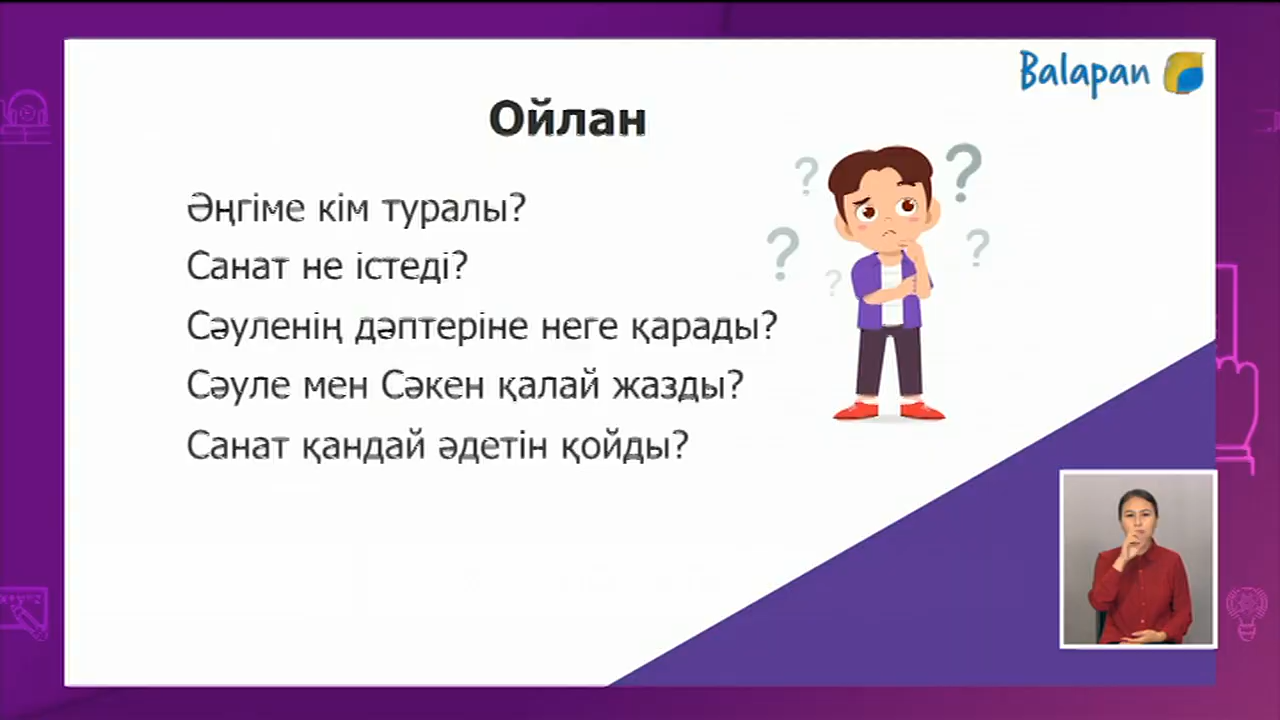 Balapan
Ойлан
Әңгіме кім туралы?
Санат не істеді?
Сәуленің дәптеріне неге қарады?
Сәуле мен Сәкен қалай жазды?
Санат қандай әдетін қойды?